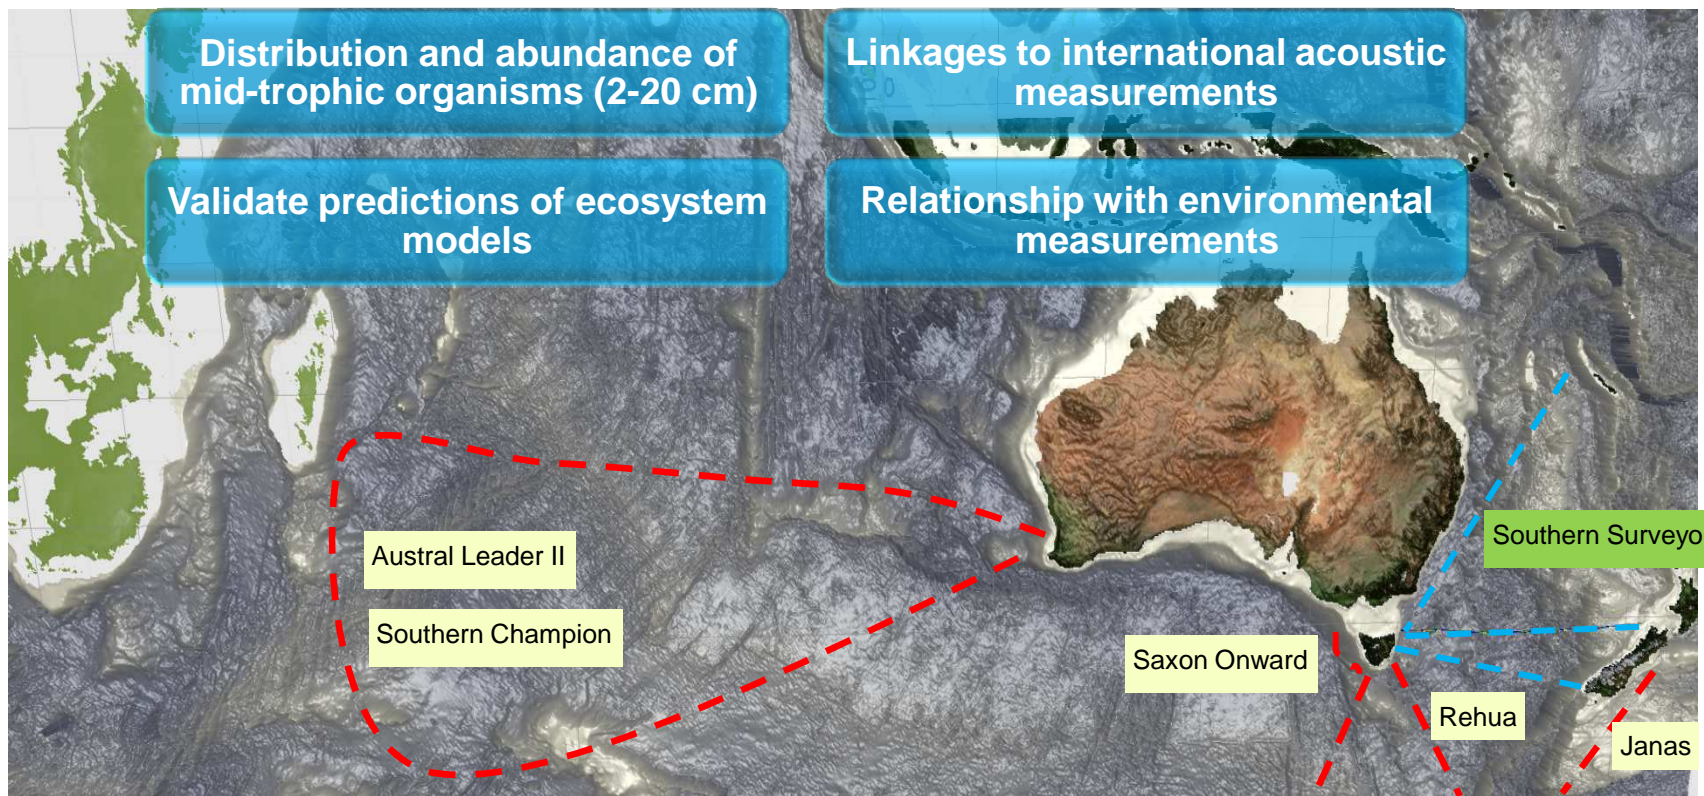 Distribution and abundance of
mid-trophic organisms (2-20 cm)
Linkages to international acoustic
measurements
Validate predictions of ecosystem
models
Relationship with environmental
measurements
Southern Surveyo
Austral Leader II
Southern Champion
Saxon Onward
Rehua
Janas